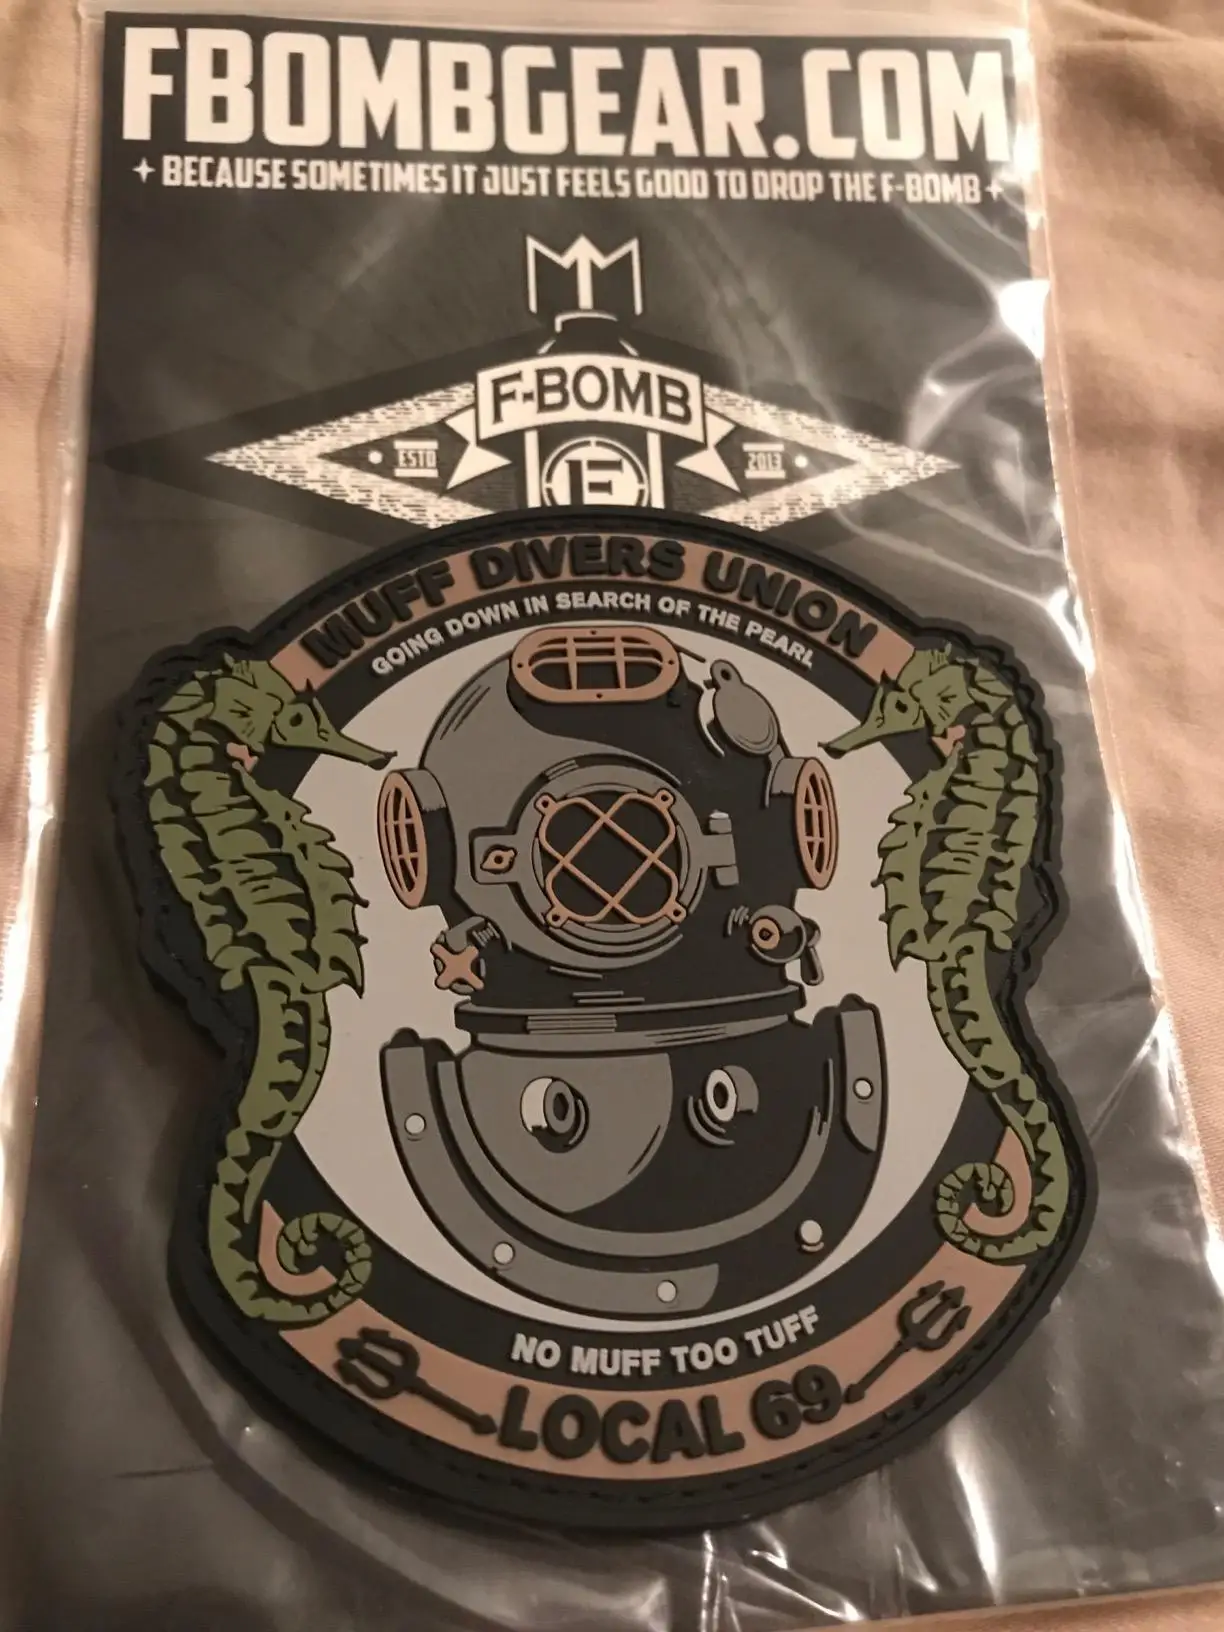 FBOMBGEAR.COM
BECAUSE SOMETIMES IT JUST FEELS GOOD TO DROP THE F-BOMB
F-BOMB
ESTD
2013
F
MUFF DIVERS UNION
GOING DOWN IN SEARCH OF THE PEARL
NO MUFF TOO TUFF
LOCAL 69